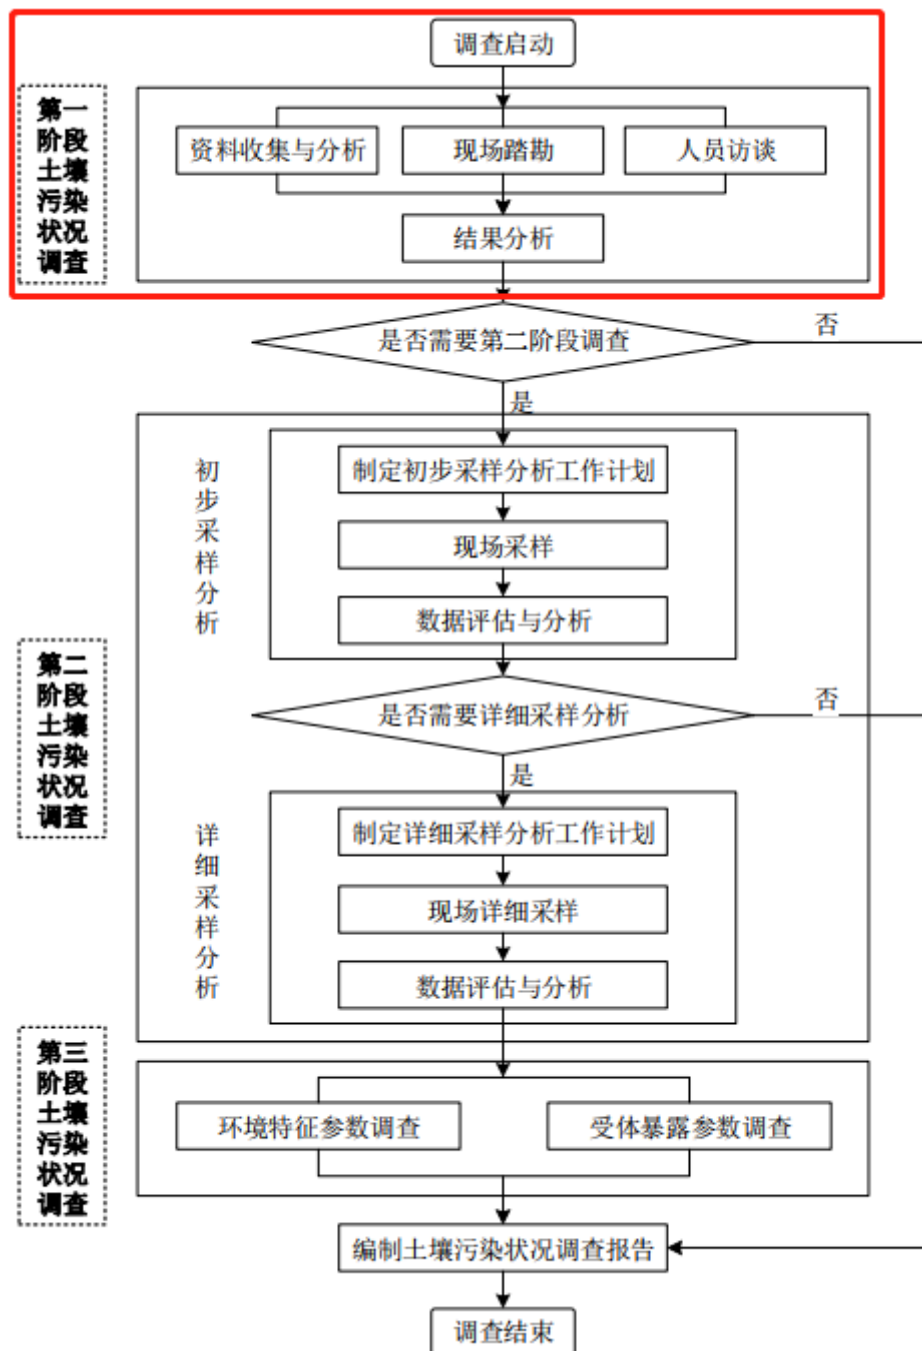 调查启动
第一
阶段
土壤
污染
状况
调查
资料收集与分析
现场踏勘
人员访谈
结果分析
是否需要第二阶段调查
否
是
初
步
采
样
分
析
制定初步采样分析工作计划
现场采样
数据评估与分析
第二
阶段
土壤
污染
状况
调查
是否需要详细采样分析
否
是
详
细
采
样
分
析
制定详细采样分析工作计划
现场详细采样
数据评估与分析
第三
阶段
土壤
污染
状况
调查
环境特征参数调查
受体暴露参数调查
编制土壤污染状况调查报告
调查结束